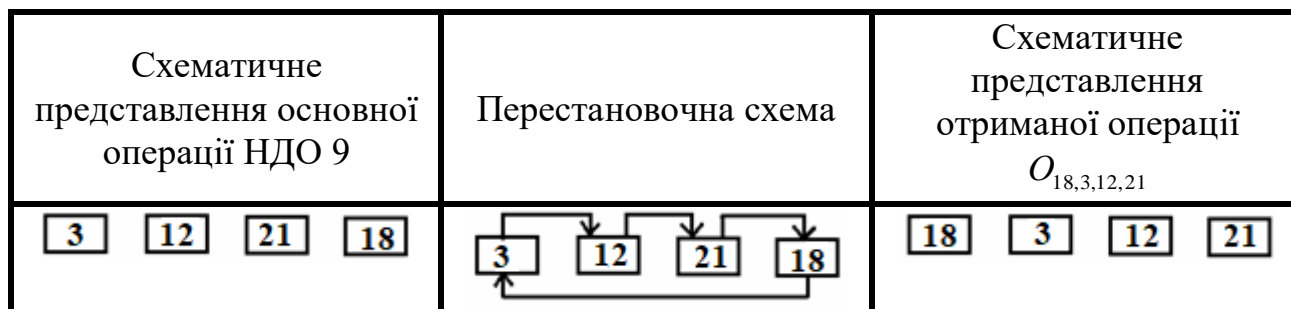 Схематичне
представлення основної
операції НДО 9
Перестановочна схема
Схематичне
представлення
отриманої операції
O18,3,12,21
3 12 21 18
3 12 21 18
18 3 12 21